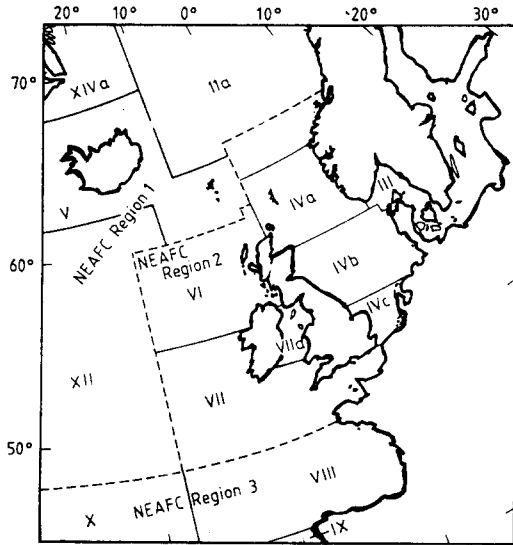 20° 10° 0° 10° -20° 30°
70°
XIVa
IIa
V
NEAFC Region 1
IVa
III
60°
NEAFC
Region 2
VI
IVb
IVc
VIIa
XII
VII
50°
VIII
NEAFC Region 3
X
IX